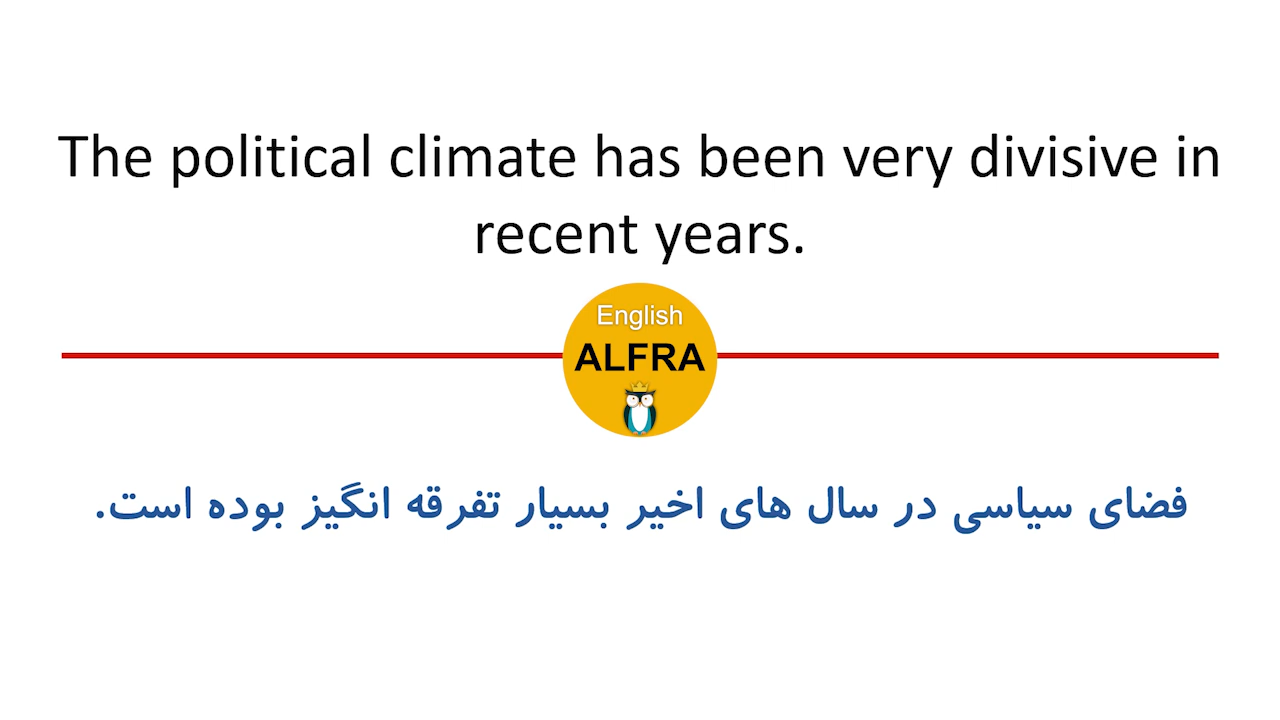 The political climate has been very divisive in
recent years.
English
ALFRA
فضای سیاسی در سال های اخیر بسیار تفرقه انگیز بوده است.